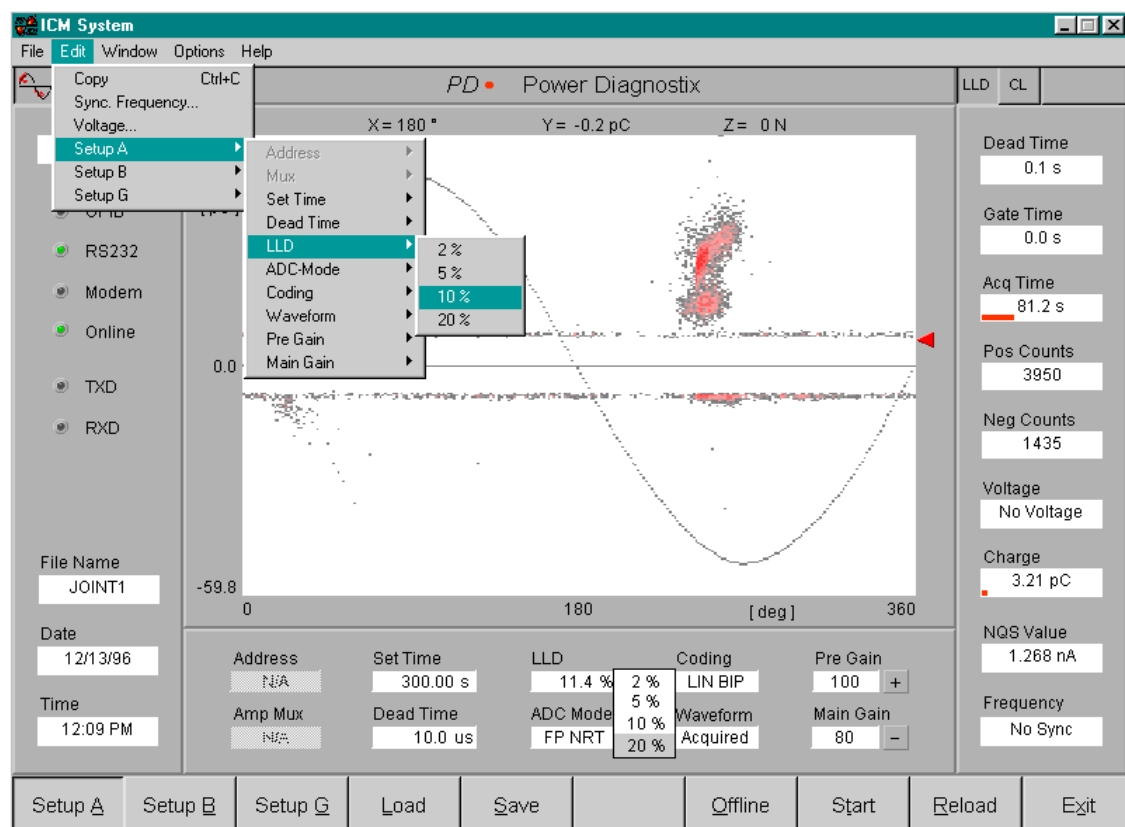 ICM System
File Edit Window Options Help
Copy Ctrl+C
Sync. Frequency...
Voltage...
Setup A
Setup B
Setup G
Address
Mux
Set Time
Dead Time
LLD
ADC-Mode
Coding
Waveform
Pre Gain
Main Gain
2 %
5 %
10 %
20 %
PD • Power Diagnostix
LLD CL
X = 180 ° Y = -0.2 pC Z = 0 N
RS232
Modem
Online
TXD
RXD
File Name
JOINT1
Date
12/13/96
Time
12:09 PM
0.0
-59.8
0 180 [deg] 360
Dead Time
0.1 s
Gate Time
0.0 s
Acq Time
81.2 s
Pos Counts
3950
Neg Counts
1435
Voltage
No Voltage
Charge
3.21 pC
NQS Value
1.268 nA
Frequency
No Sync
Address Set Time LLD Coding Pre Gain
N/A 300.00 s 11.4 % LIN BIP 100 +
Amp Mux Dead Time ADC Mode Waveform Main Gain
N/A 10.0 us FP NRT Acquired 80 −
2 %
5 %
10 %
20 %
Setup A Setup B Setup G Load Save Offline Start Reload Exit